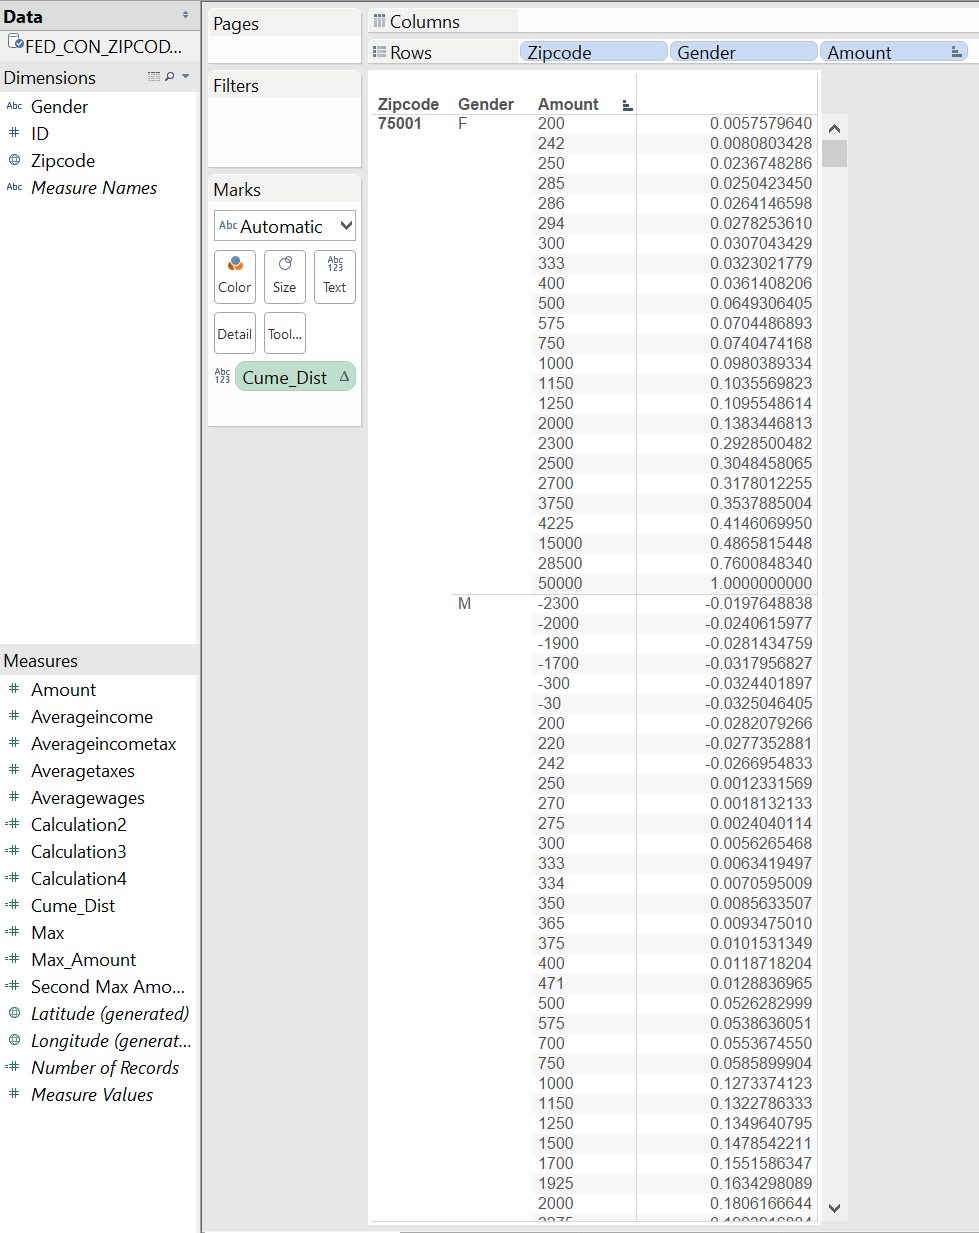 Data
FED_CON_ZIPCOD...
Dimensions
Abc Gender
# ID
Zipcode
Abc Measure Names
Measures
# Amount
# Averageincome
# Averageincometax
# Averagetaxes
# Averagewages
=# Calculation2
=# Calculation3
=# Calculation4
=# Cume_Dist
=# Max
=# Max_Amount
=# Second Max Amo...
Latitude (generated)
Longitude (generat...
=# Number of Records
# Measure Values
Pages
Filters
Marks
Abc Automatic
Color
Size
Abc 123 Text
Detail
Tool...
Abc 123 Cume_Dist Δ
Columns
Rows Zipcode Gender Amount
Zipcode Gender Amount
75001 F 200 0.0057579640
242 0.0080803428
250 0.0236748286
285 0.0250423450
286 0.0264146598
294 0.0278253610
300 0.0307043429
333 0.0323021779
400 0.0361408206
500 0.0649306405
575 0.0704486893
750 0.0740474168
1000 0.0980389334
1150 0.1035569823
1250 0.1095548614
2000 0.1383446813
2300 0.2928500482
2500 0.3048458065
2700 0.3178012255
3750 0.3537885004
4225 0.4146069950
15000 0.4865815448
28500 0.7600848340
50000 1.0000000000
M -2300 -0.0197648838
-2000 -0.0240615977
-1900 -0.0281434759
-1700 -0.0317956827
-300 -0.0324401897
-30 -0.0325046405
200 -0.0282079266
220 -0.0277352881
242 -0.0266954833
250 0.0012331569
270 0.0018132133
275 0.0024040114
300 0.0056265468
333 0.0063419497
334 0.0070595009
350 0.0085633507
365 0.0093475010
375 0.0101531349
400 0.0118718204
471 0.0128836965
500 0.0526282999
575 0.0538636051
700 0.0553674550
750 0.0585899904
1000 0.1273374123
1150 0.1322786333
1250 0.1349640795
1500 0.1478542211
1700 0.1551586347
1925 0.1634298089
2000 0.1806166644